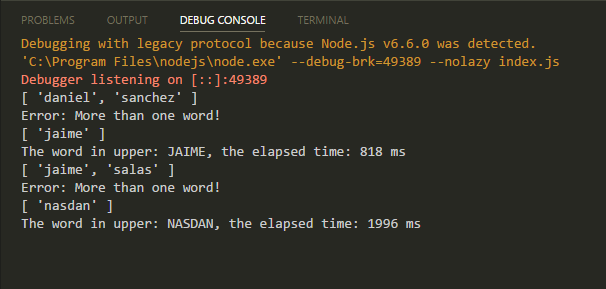 PROBLEMS OUTPUT DEBUG CONSOLE TERMINAL
Debugging with legacy protocol because Node.js v6.6.0 was detected.
'C:\Program Files\nodejs\node.exe' --debug-brk=49389 --nolazy index.js
Debugger listening on [::]:49389
[ 'daniel', 'sanchez' ]
Error: More than one word!
[ 'jaime' ]
The word in upper: JAIME, the elapsed time: 818 ms
[ 'jaime', 'salas' ]
Error: More than one word!
[ 'nasdan' ]
The word in upper: NASDAN, the elapsed time: 1996 ms